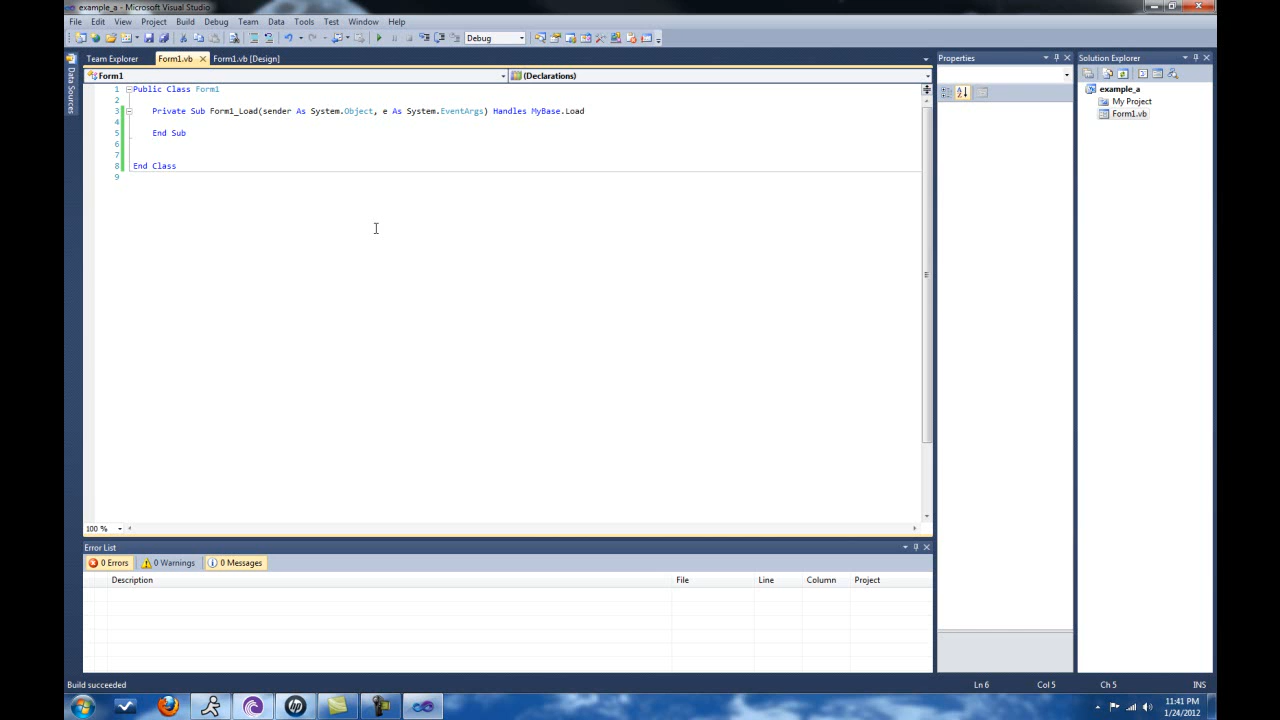 example_a - Microsoft Visual Studio
File Edit View Project Build Debug Team Data Tools Test Window Help
Debug
Team Explorer Form1.vb Form1.vb [Design]
Properties
Solution Explorer
Data Sources
Form1 (Declarations)
example_a
My Project
Form1.vb
1 Public Class Form1
2
3 Private Sub Form1_Load(sender As System.Object, e As System.EventArgs) Handles MyBase.Load
4
5 End Sub
6
7
8 End Class
9
100 %
Error List
0 Errors 0 Warnings 0 Messages
Description File Line Column Project
Build succeeded Ln 6 Col 5 Ch 5 INS
11:41 PM
1/24/2012